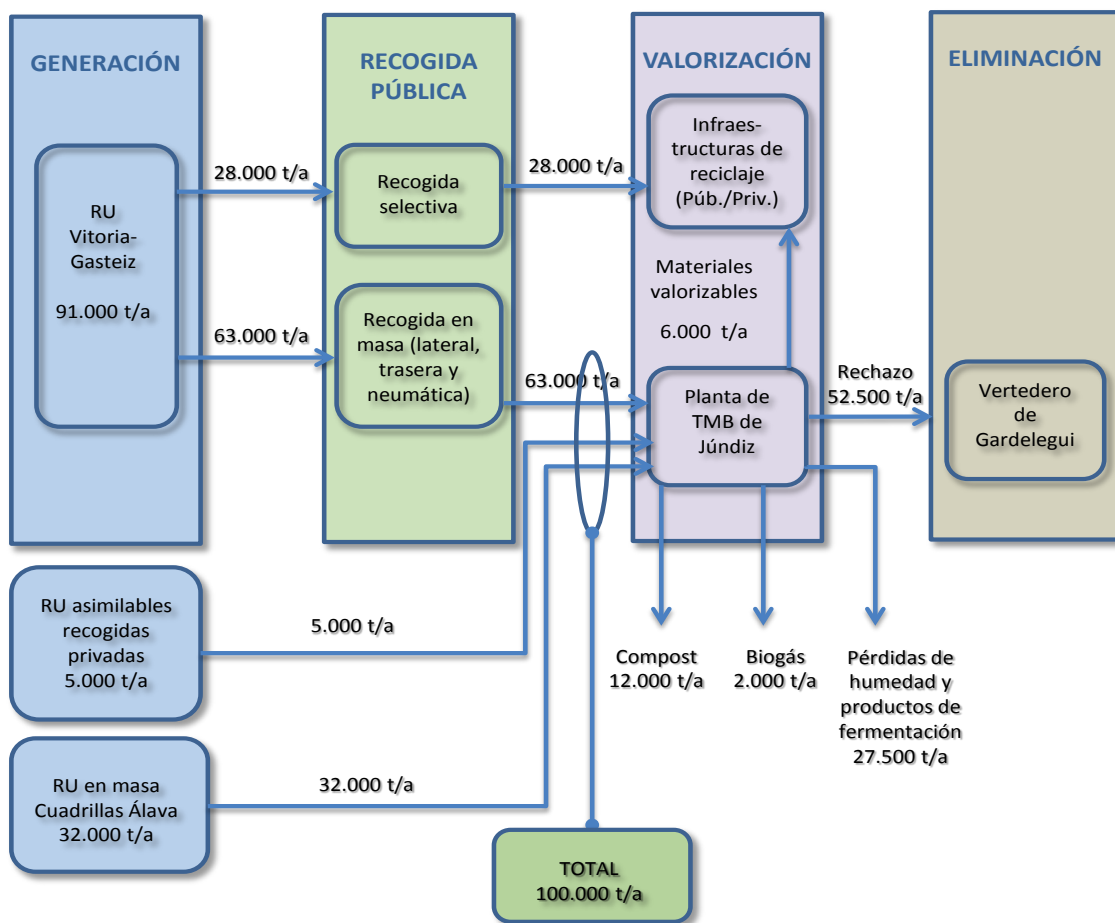 GENERACIÓN
RECOGIDA
PÚBLICA
VALORIZACIÓN
ELIMINACIÓN
RU
Vitoria-
Gasteiz
91.000 t/a
28.000 t/a
63.000 t/a
Recogida
selectiva
Recogida en
masa (lateral,
trasera y
neumática)
28.000 t/a
63.000 t/a
Infraes-
tructuras de
reciclaje
(Púb./Priv.)
Materiales
valorizables
6.000 t/a
Planta de
TMB de
Júndiz
Rechazo
52.500 t/a
Vertedero
de
Gardelegui
RU asimilables
recogidas
privadas
5.000 t/a
5.000 t/a
Compost
12.000 t/a
Biogás
2.000 t/a
Pérdidas de
humedad y
productos de
fermentación
27.500 t/a
RU en masa
Cuadrillas Álava
32.000 t/a
32.000 t/a
TOTAL
100.000 t/a